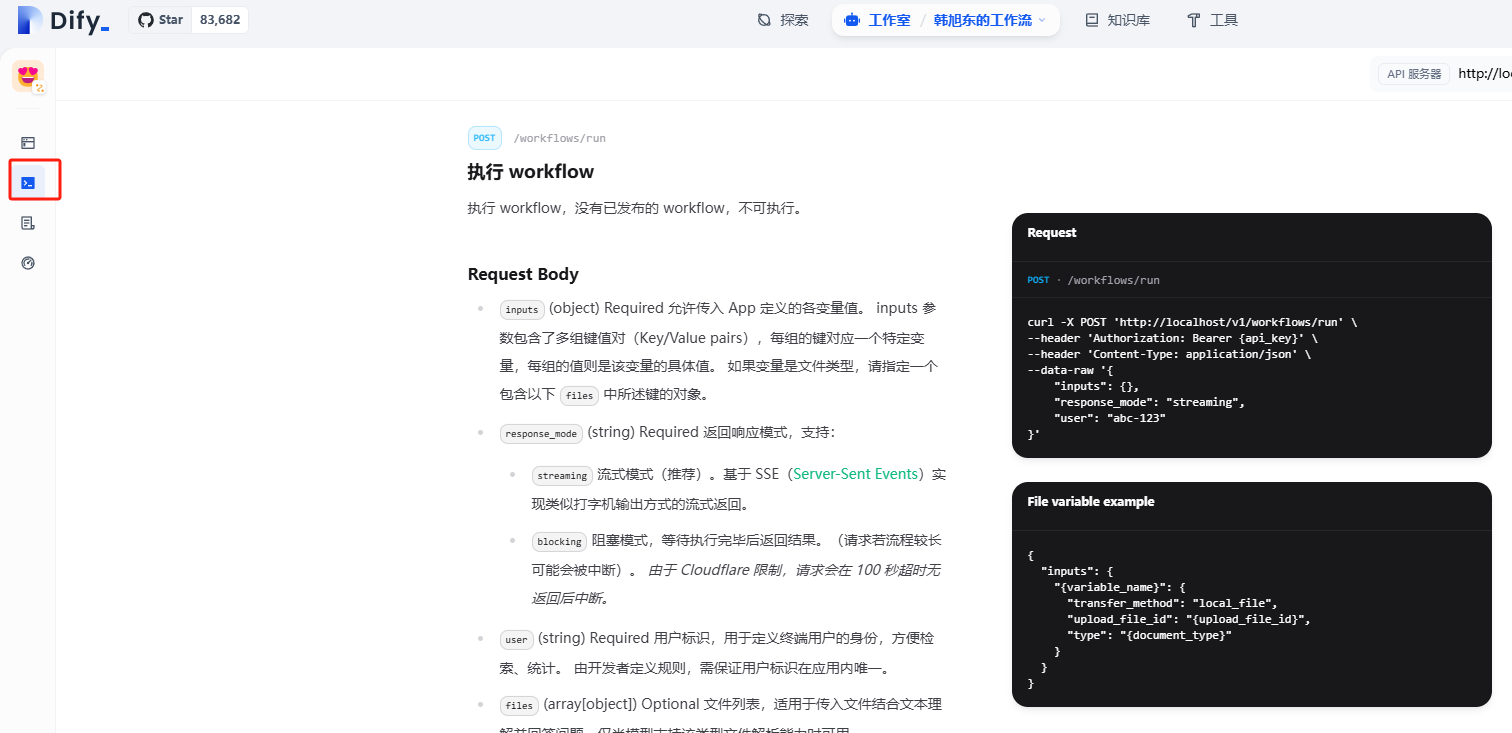 Dify_
Star 83,682
探索
工作室 / 韩旭东的工作流
知识库
工具
API 服务器 http://lo
POST /workflows/run
执行 workflow
执行 workflow，没有已发布的 workflow，不可执行。
Request Body
inputs (object) Required 允许传入 App 定义的各变量值。 inputs 参
数包含了多组键值对（Key/Value pairs），每组的键对应一个特定变
量，每组的值则是该变量的具体值。 如果变量是文件类型，请指定一个
包含以下 files 中所述键的对象。
response_mode (string) Required 返回响应模式，支持：
streaming 流式模式（推荐）。基于 SSE（Server-Sent Events）实
现类似打字机输出方式的流式返回。
blocking 阻塞模式，等待执行完毕后返回结果。（请求若流程较长
可能会被中断）。 由于 Cloudflare 限制，请求会在 100 秒超时无
返回后中断。
user (string) Required 用户标识，用于定义终端用户的身份，方便检
索、统计。 由开发者定义规则，需保证用户标识在应用内唯一。
files (array[object]) Optional 文件列表，适用于传入文件结合文本理
解并回答问题，仅当模型支持该类型文件解析能力时可用
Request
POST · /workflows/run
curl -X POST 'http://localhost/v1/workflows/run' \
--header 'Authorization: Bearer {api_key}' \
--header 'Content-Type: application/json' \
--data-raw '{
"inputs": {},
"response_mode": "streaming",
"user": "abc-123"
}'
File variable example
{
"inputs": {
"{variable_name}": {
"transfer_method": "local_file",
"upload_file_id": "{upload_file_id}",
"type": "{document_type}"
}
}
}